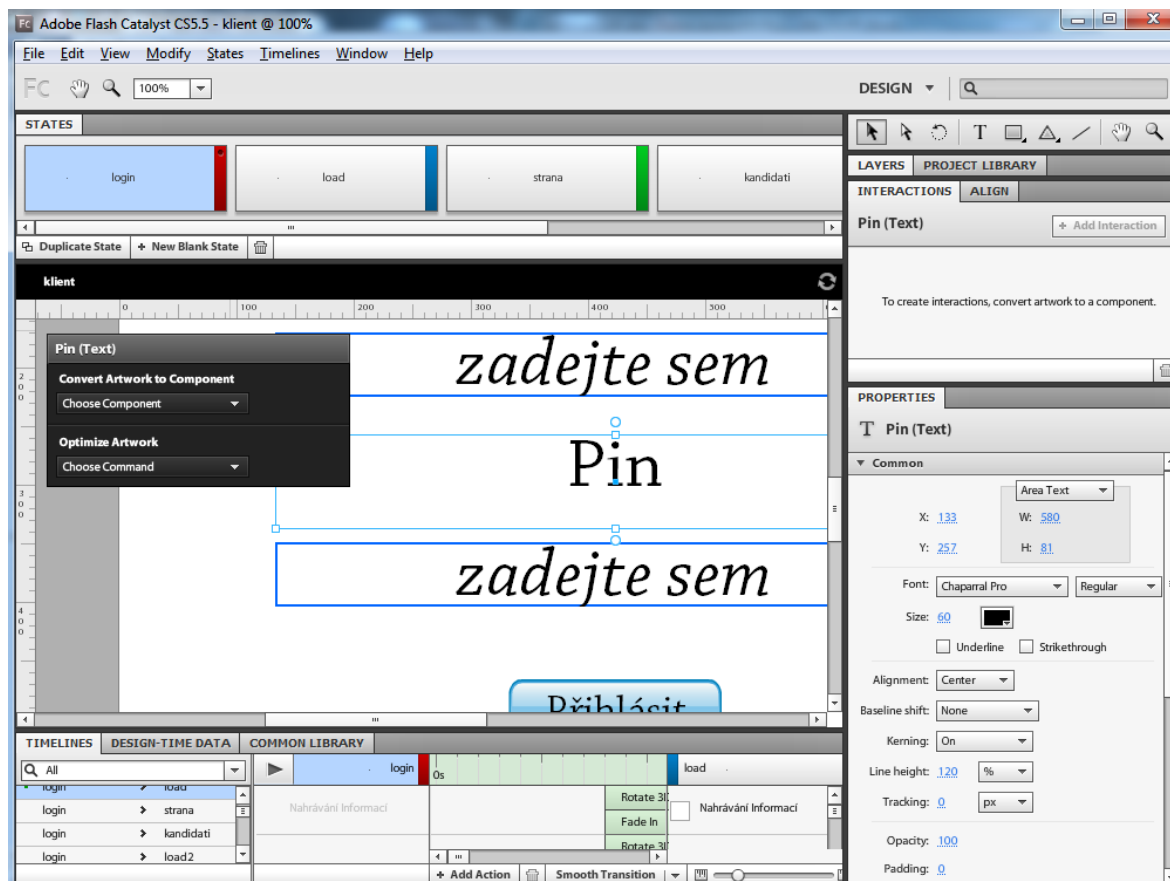 Fc Adobe Flash Catalyst CS5.5 - klient @ 100%
File Edit View Modify States Timelines Window Help
FC 100% DESIGN
STATES
login load strana kandidati
Duplicate State + New Blank State
klient
0 100 200 300 400 500
200
300
400
Pin (Text)
Convert Artwork to Component
Choose Component
Optimize Artwork
Choose Command
zadejte sem
Pin
zadejte sem
Přihlásit
LAYERS PROJECT LIBRARY
INTERACTIONS ALIGN
Pin (Text) + Add Interaction
To create interactions, convert artwork to a component.
PROPERTIES
T Pin (Text)
Common
Area Text
X: 133 W: 580
Y: 257 H: 81
Font: Chaparral Pro Regular
Size: 60
Underline Strikethrough
Alignment: Center
Baseline shift: None
Kerning: On
Line height: 120 %
Tracking: 0 px
Opacity: 100
Padding: 0
TIMELINES DESIGN-TIME DATA COMMON LIBRARY
All login 0s load
login load
login strana
login kandidati
login load2
Nahrávání Informací Rotate 3D Nahrávání Informací
Fade In
Rotate 3D
+ Add Action Smooth Transition